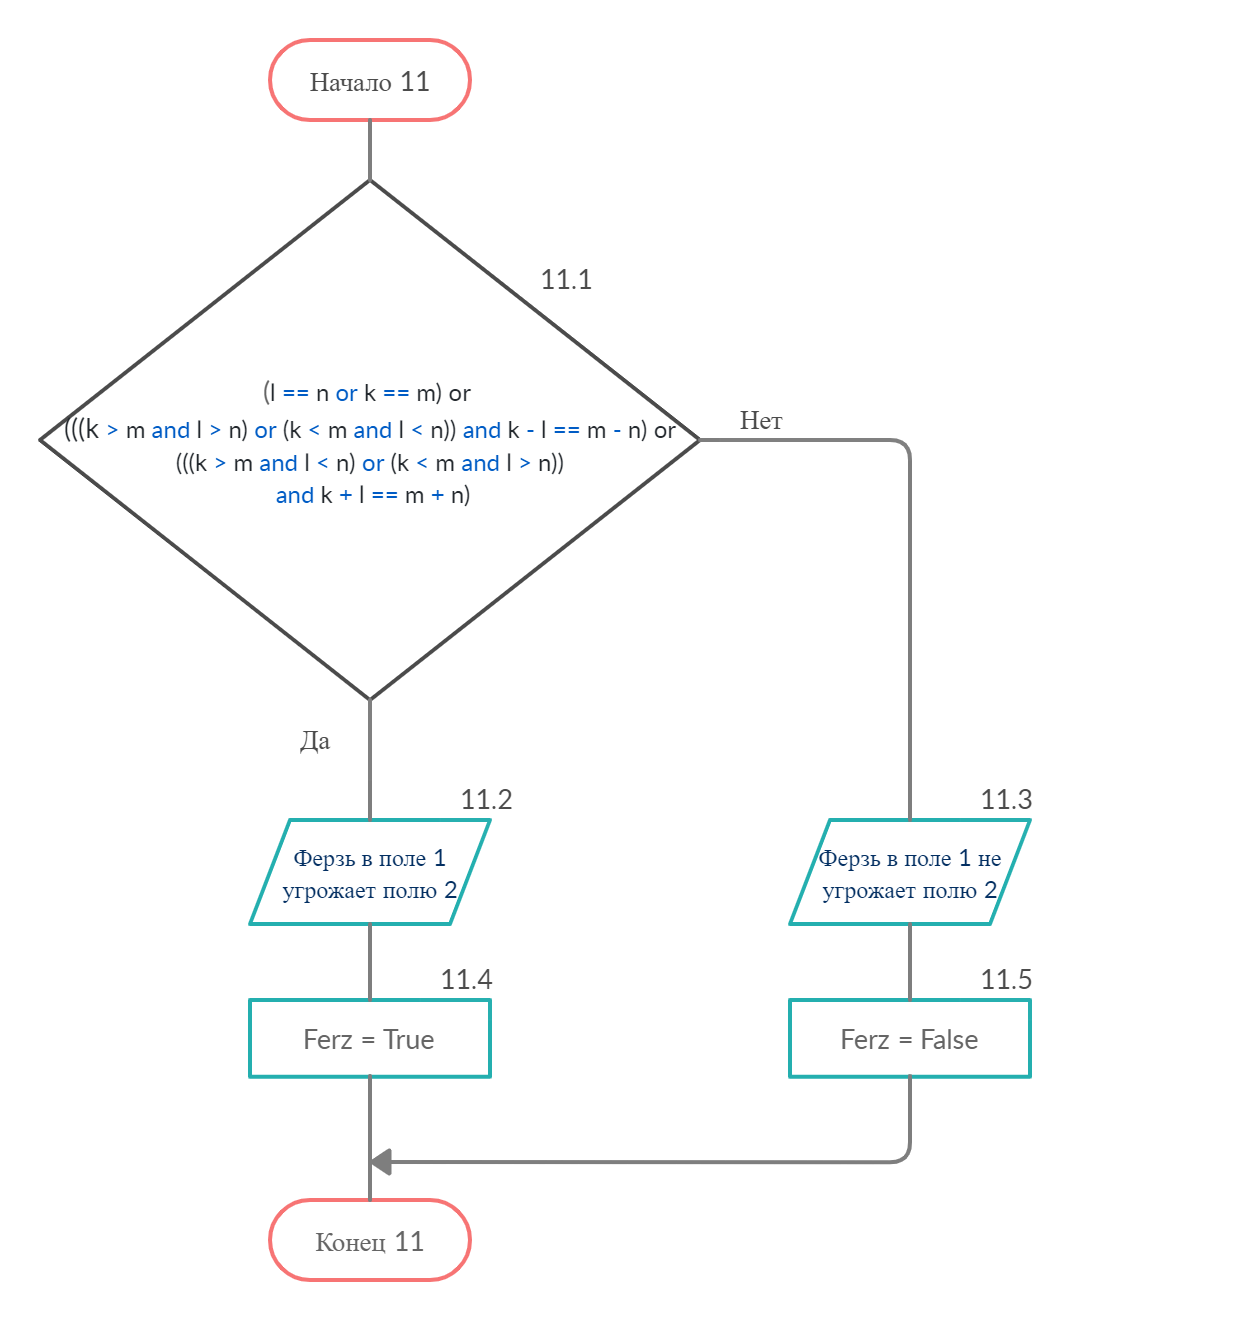 Начало 11
11.1
(l == n or k == m) or
(((k > m and l > n) or (k < m and l < n)) and k - l == m - n) or
(((k > m and l < n) or (k < m and l > n))
and k + l == m + n)
Нет
Да
11.2
Ферзь в поле 1
угрожает полю 2
11.3
Ферзь в поле 1 не
угрожает полю 2
11.4
Ferz = True
11.5
Ferz = False
Конец 11